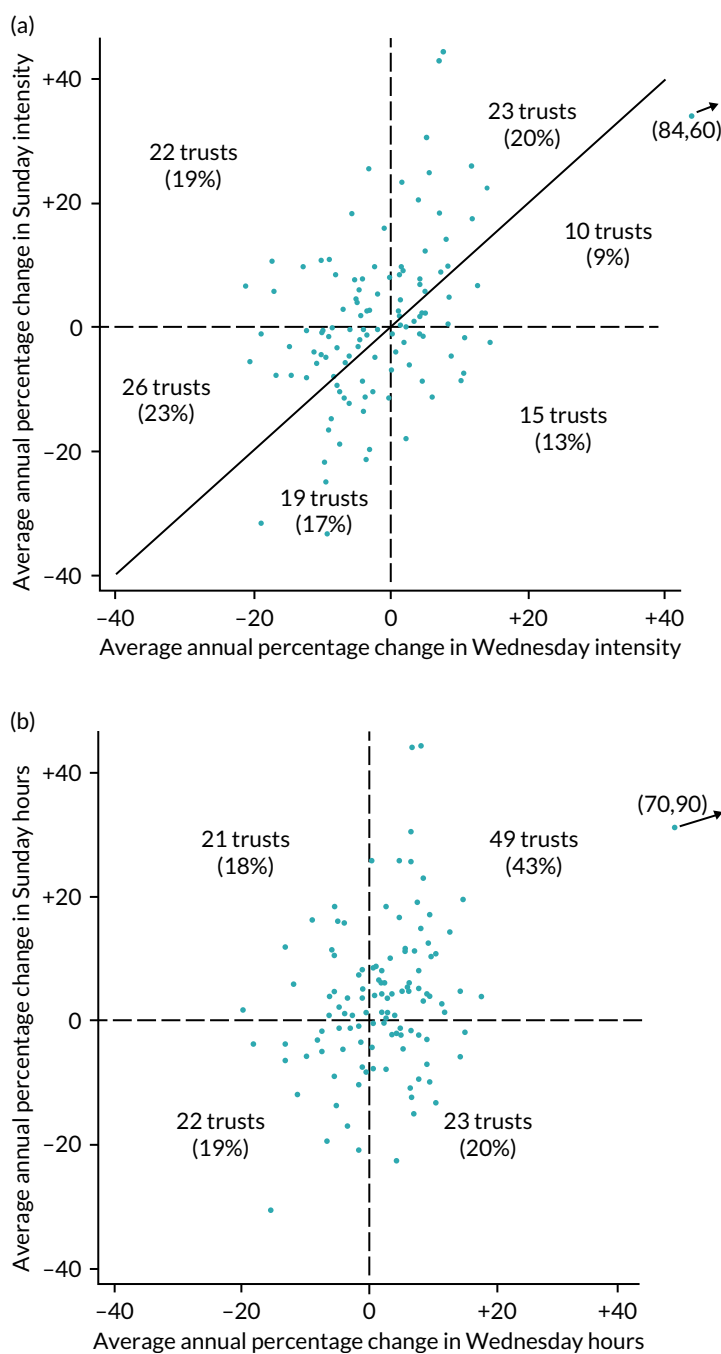 (a)
Average annual percentage change in Sunday intensity
+40
+20
0
−20
−40
22 trusts
(19%)
23 trusts
(20%)
(84,60)
10 trusts
(9%)
26 trusts
(23%)
15 trusts
(13%)
19 trusts
(17%)
−40
−20
0
+20
+40
Average annual percentage change in Wednesday intensity
(b)
Average annual percentage change in Sunday hours
+40
+20
0
−20
−40
(70,90)
21 trusts
(18%)
49 trusts
(43%)
22 trusts
(19%)
23 trusts
(20%)
−40
−20
0
+20
+40
Average annual percentage change in Wednesday hours